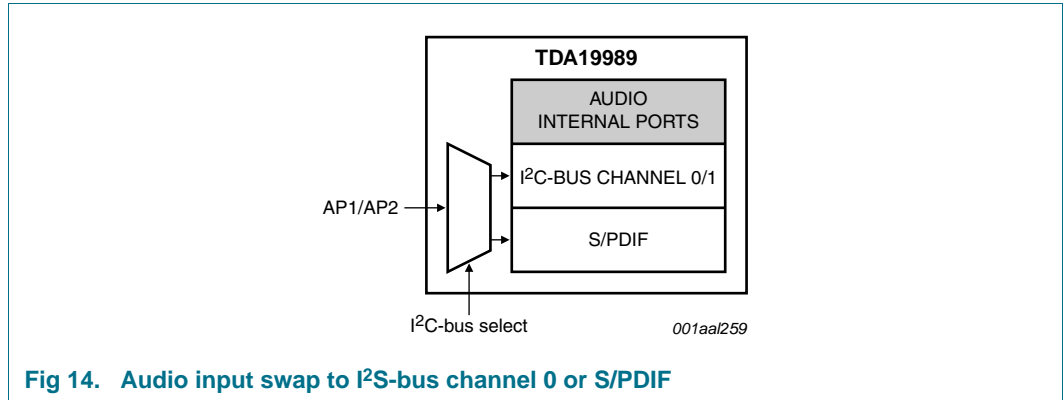 TDA19989
AUDIO
INTERNAL PORTS
I²C-BUS CHANNEL 0/1
AP1/AP2
S/PDIF
I²C-bus select
001aal259
Fig 14. Audio input swap to I²S-bus channel 0 or S/PDIF